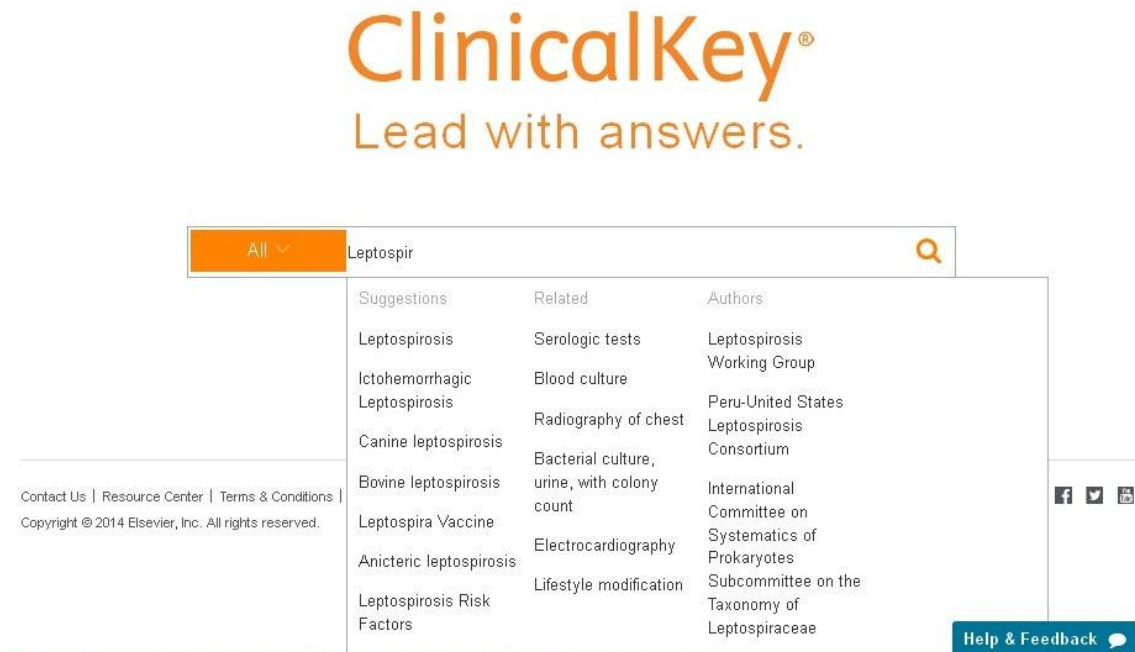 ClinicalKey®
Lead with answers.
All
Leptospir
Suggestions
Leptospirosis
Ictohemorrhagic
Leptospirosis
Canine leptospirosis
Bovine leptospirosis
Leptospira Vaccine
Anicteric leptospirosis
Leptospirosis Risk
Factors
Related
Serologic tests
Blood culture
Radiography of chest
Bacterial culture,
urine, with colony
count
Electrocardiography
Lifestyle modification
Authors
Leptospirosis
Working Group
Peru-United States
Leptospirosis
Consortium
International
Committee on
Systematics of
Prokaryotes
Subcommittee on the
Taxonomy of
Leptospiraceae
Contact Us | Resource Center | Terms & Conditions |
Copyright © 2014 Elsevier, Inc. All rights reserved.
Help & Feedback